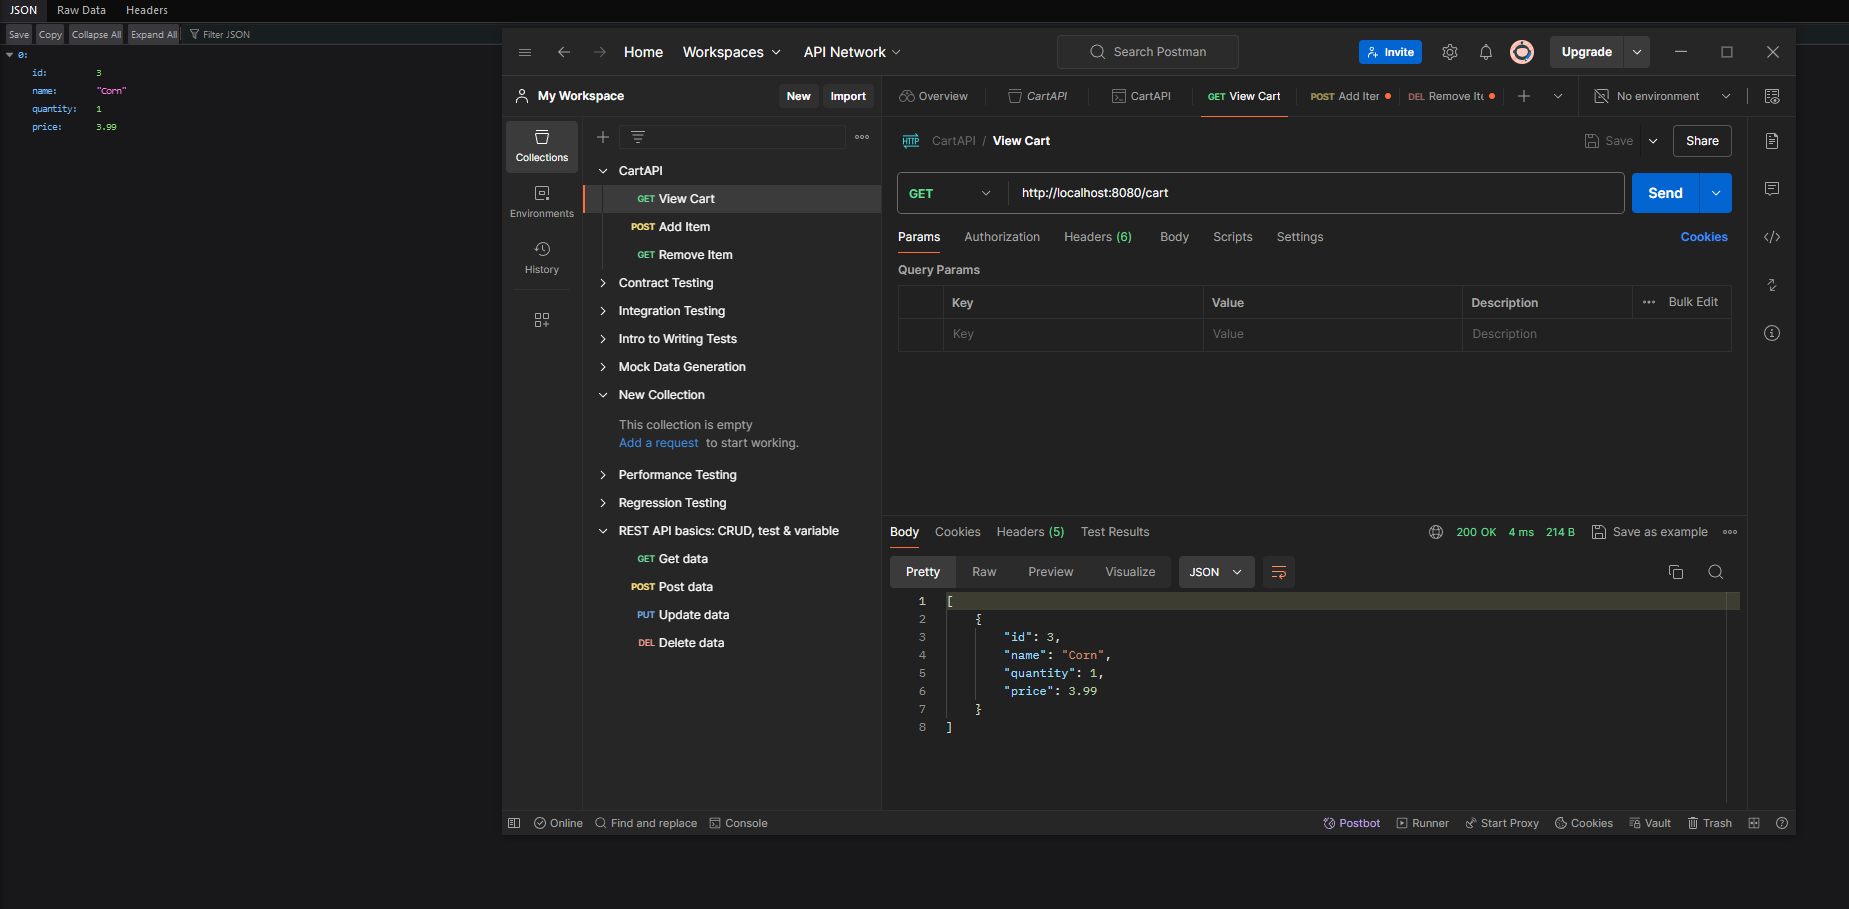 JSON Raw Data Headers
Save Copy Collapse All Expand All Filter JSON
0:
id: 3
name: "Corn"
quantity: 1
price: 3.99
Home Workspaces API Network Search Postman Invite Upgrade
My Workspace New Import
Overview CartAPI CartAPI GET View Cart POST Add Iter DEL Remove Ite No environment
Collections
Environments
History
CartAPI
GET View Cart
POST Add Item
GET Remove Item
Contract Testing
Integration Testing
Intro to Writing Tests
Mock Data Generation
New Collection
This collection is empty
Add a request to start working.
Performance Testing
Regression Testing
REST API basics: CRUD, test & variable
GET Get data
POST Post data
PUT Update data
DEL Delete data
HTTP CartAPI / View Cart Save Share
GET http://localhost:8080/cart Send
Params Authorization Headers (6) Body Scripts Settings Cookies
Query Params
Key Value Description Bulk Edit
Key Value Description
Body Cookies Headers (5) Test Results 200 OK 4 ms 214 B Save as example
Pretty Raw Preview Visualize JSON
1 [
2 {
3 "id": 3,
4 "name": "Corn",
5 "quantity": 1,
6 "price": 3.99
7 }
8 ]
Online Find and replace Console Postbot Runner Start Proxy Cookies Vault Trash